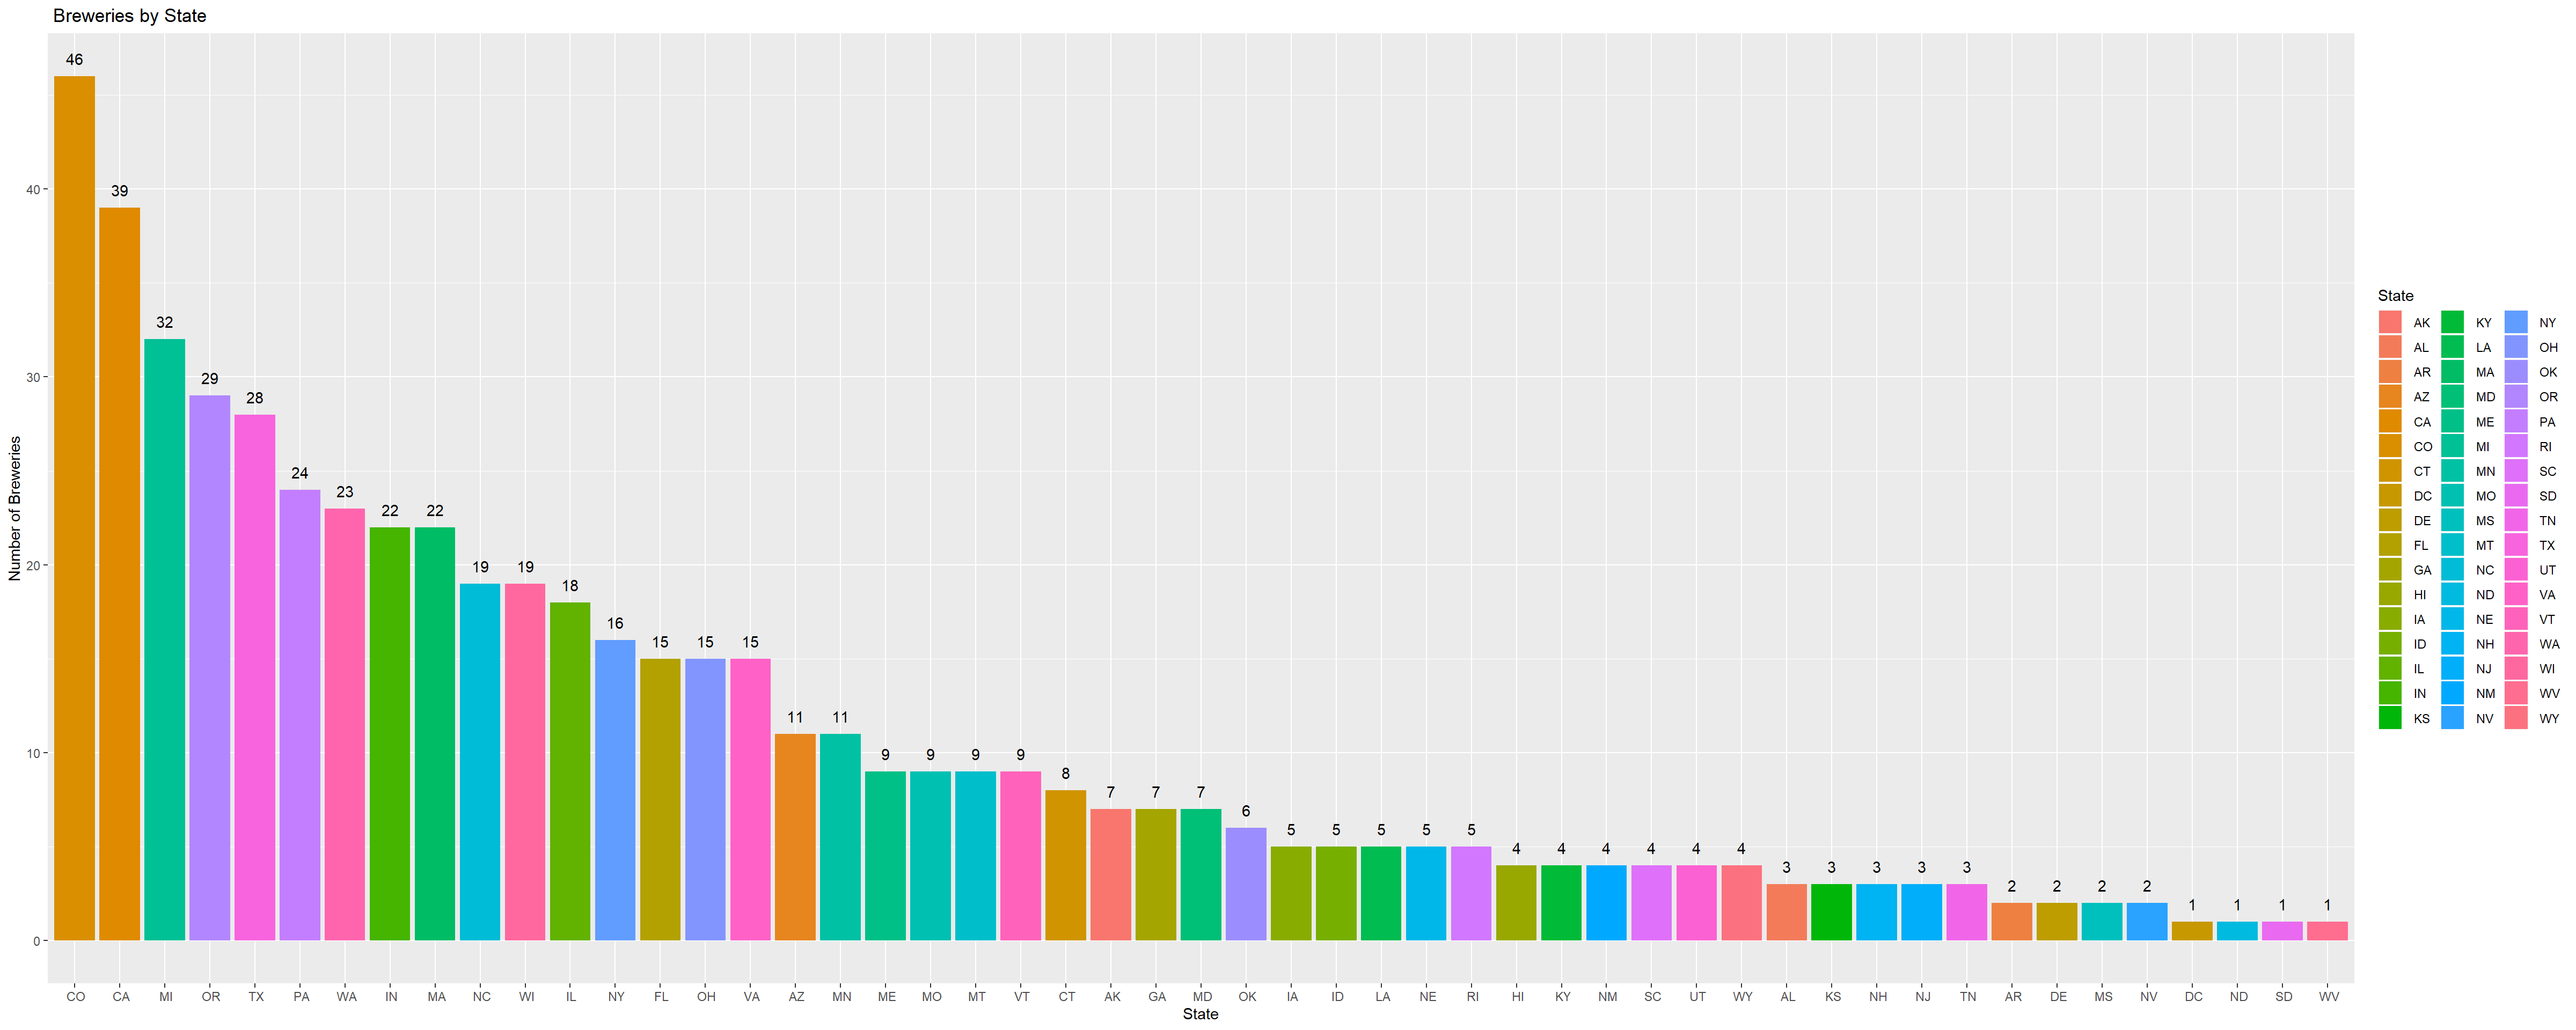 Breweries by State
46
39
32
29
28
24
23
22
22
19
19
18
16
15
15
15
11
11
9
9
9
9
8
7
7
7
6
5
5
5
5
5
4
4
4
4
4
4
3
3
3
3
3
2
2
2
2
1
1
1
1
40
30
20
10
0
Number of Breweries
CO CA MI OR TX PA WA IN MA NC WI IL NY FL OH VA AZ MN ME MO MT VT CT AK GA MD OK IA ID LA NE RI HI KY NM SC UT WY AL KS NH NJ TN AR DE MS NV DC ND SD WV
State
State
AK KY NY
AL LA OH
AR MA OK
AZ MD OR
CA ME PA
CO MI RI
CT MN SC
DC MO SD
DE MS TN
FL MT TX
GA NC UT
HI ND VA
IA NE VT
ID NH WA
IL NJ WI
IN NM WV
KS NV WY